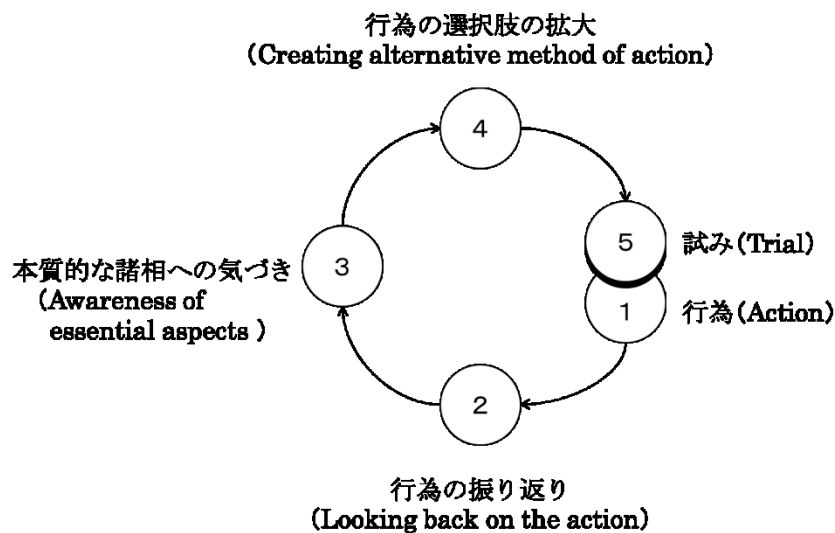 行為の選択肢の拡大
(Creating alternative method of action)
4
5
試み(Trial)
本質的な諸相への気づき
3
(Awareness of
essential aspects )
1
行為(Action)
2
行為の振り返り
(Looking back on the action)